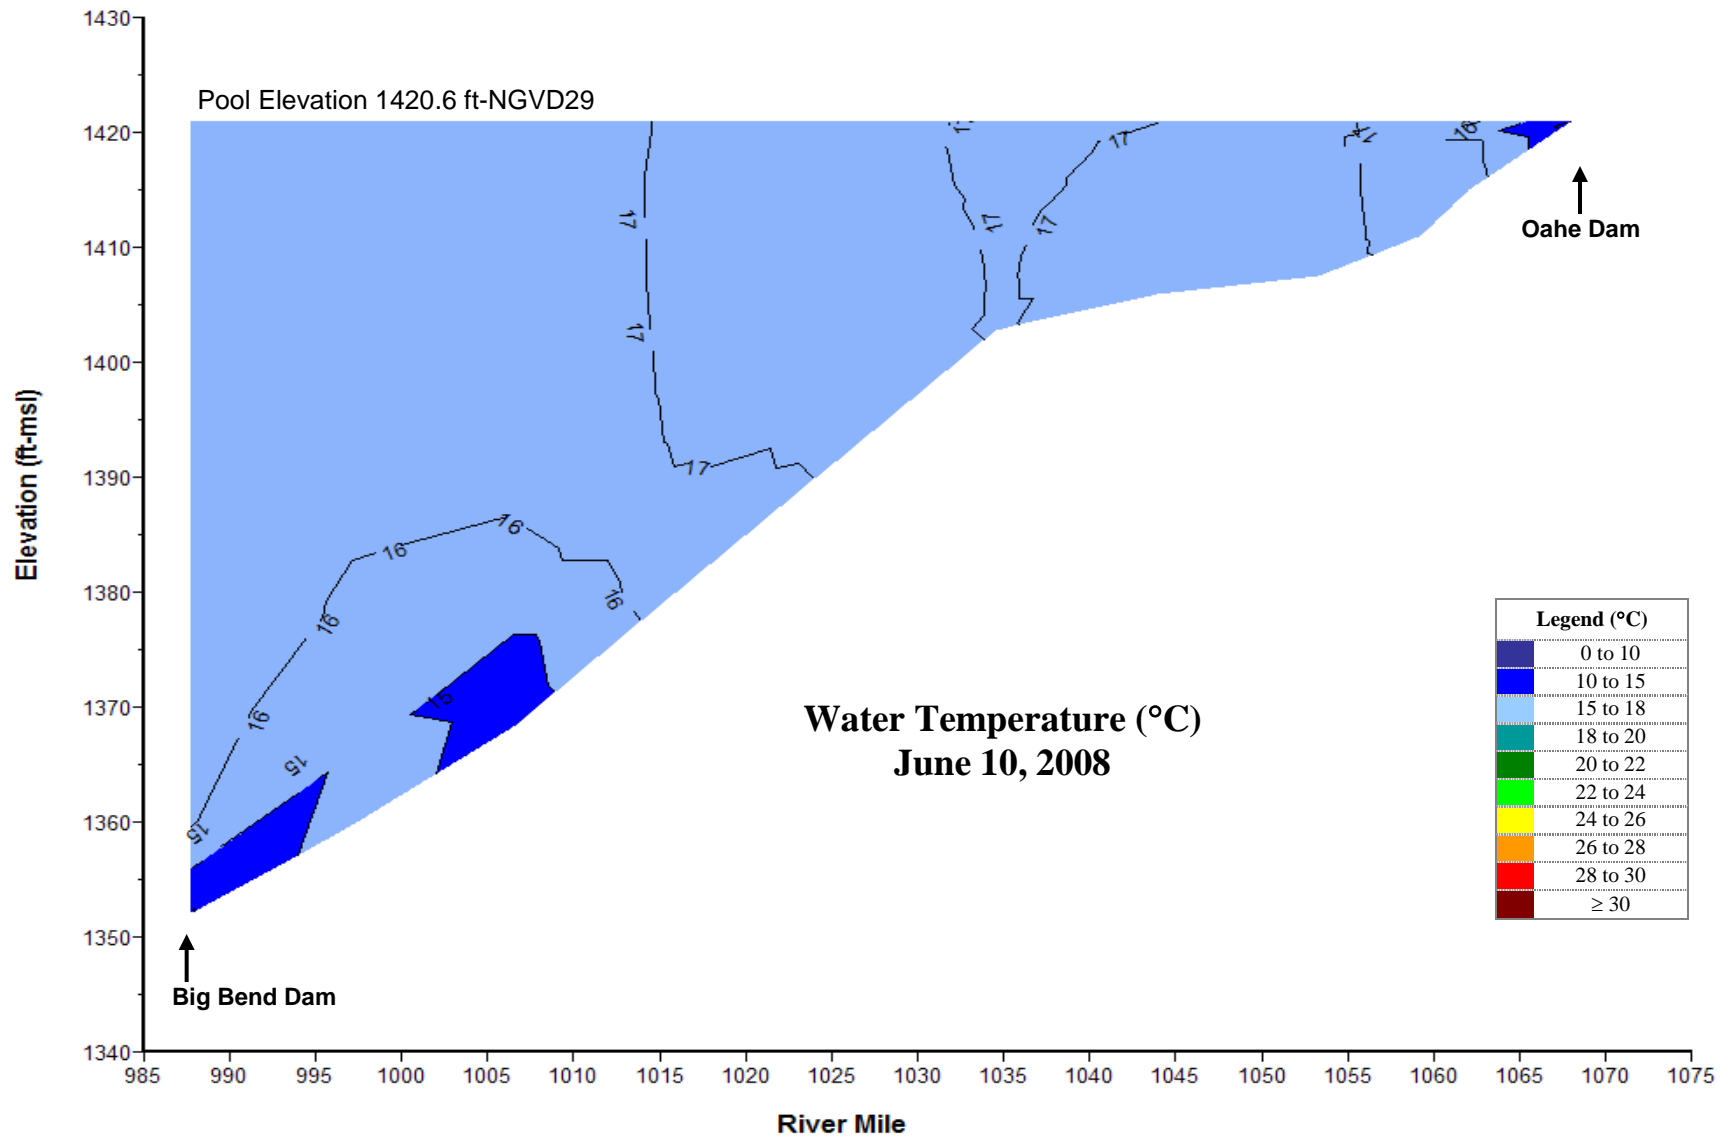 1430
Pool Elevation 1420.6 ft-NGVD29
1420
17
17
17
16
Oahe Dam
17
17
17
1410
17
1400
Elevation (ft-msl)
17
1390
16
16
1380
16
16
Legend (°C)
0 to 10
10 to 15
15 to 18
18 to 20
20 to 22
22 to 24
24 to 26
26 to 28
28 to 30
≥ 30
1370
15
16
Water Temperature (°C)
June 10, 2008
15
1360
15
1350
Big Bend Dam
1340
985 990 995 1000 1005 1010 1015 1020 1025 1030 1035 1040 1045 1050 1055 1060 1065 1070 1075
River Mile